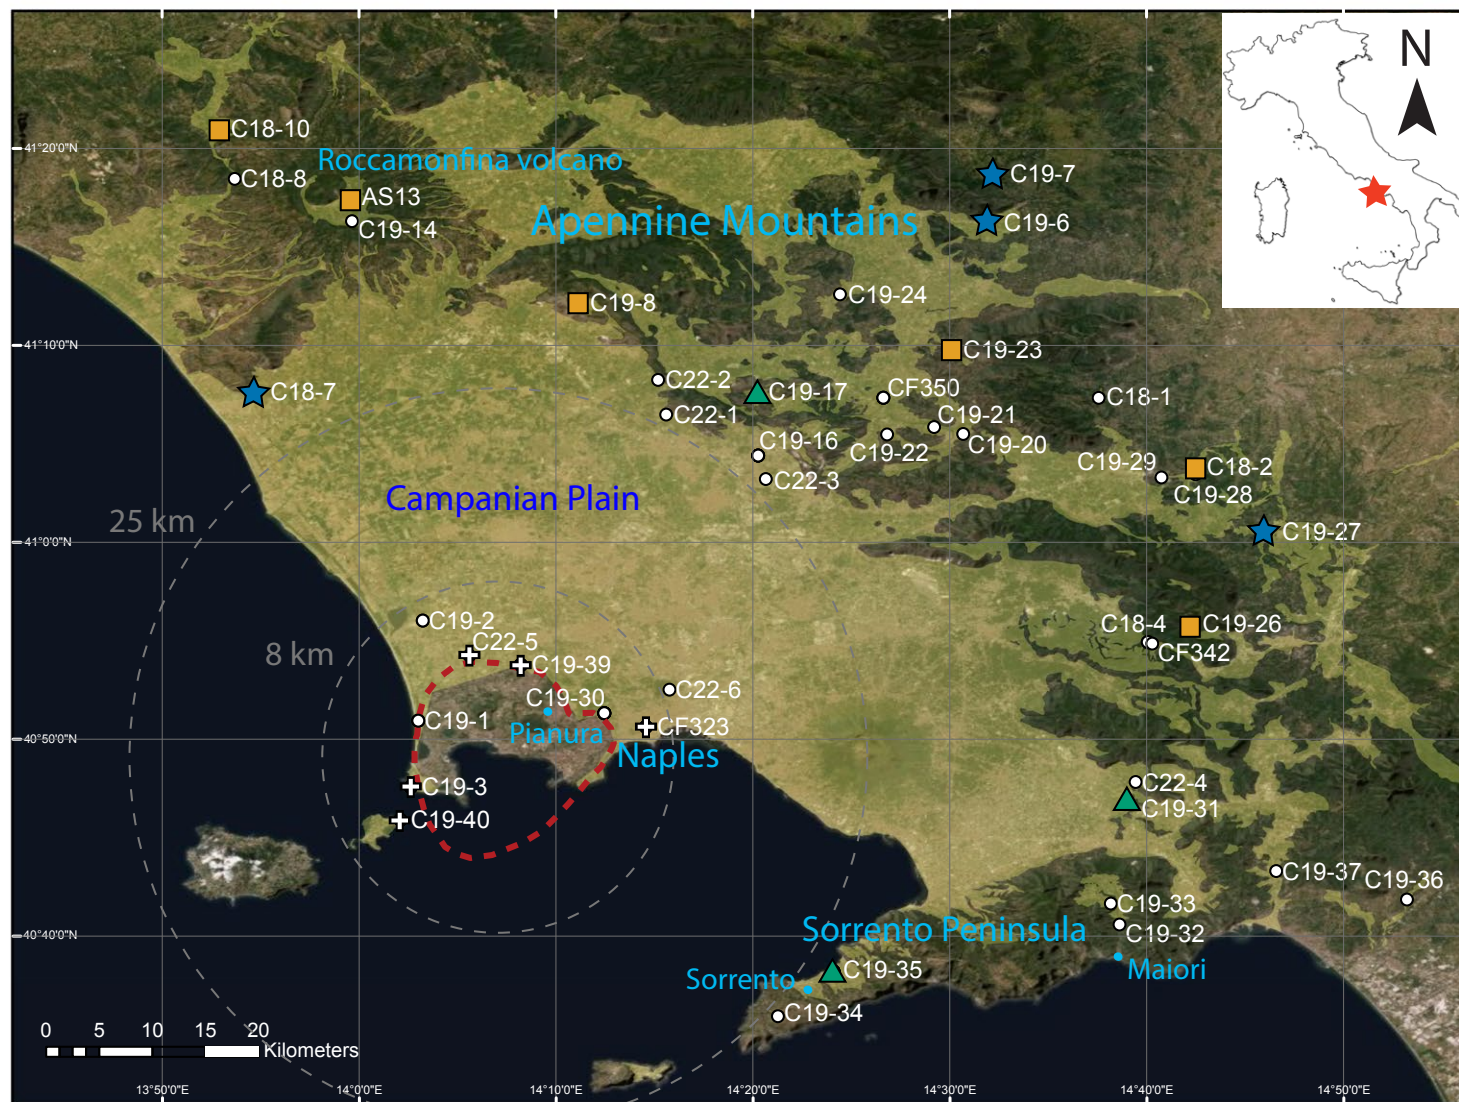 N
C18-10
41°20'0"N
Roccamonfina volcano
C18-8
C19-7
AS13
C19-14
Apennine Mountains
C19-6
C19-24
C19-8
41°10'0"N
C19-23
C22-2
C18-7
C19-17
CF350
C18-1
C22-1
C19-21
C19-16
C19-22
C19-20
C19-29
C18-2
C22-3
C19-28
Campanian Plain
25 km
C19-27
41°0'0"N
C19-2
C18-4
C19-26
C22-5
8 km
CF342
C19-39
C19-30
C22-6
C19-1
Pianura
CF323
40°50'0"N
Naples
C19-3
C22-4
C19-31
C19-40
C19-37
C19-36
C19-33
40°40'0"N
Sorrento Peninsula
C19-32
C19-35
Maiori
Sorrento
C19-34
0 5 10 15 20
Kilometers
13°50'0"E 14°0'0"E 14°10'0"E 14°20'0"E 14°30'0"E 14°40'0"E 14°50'0"E